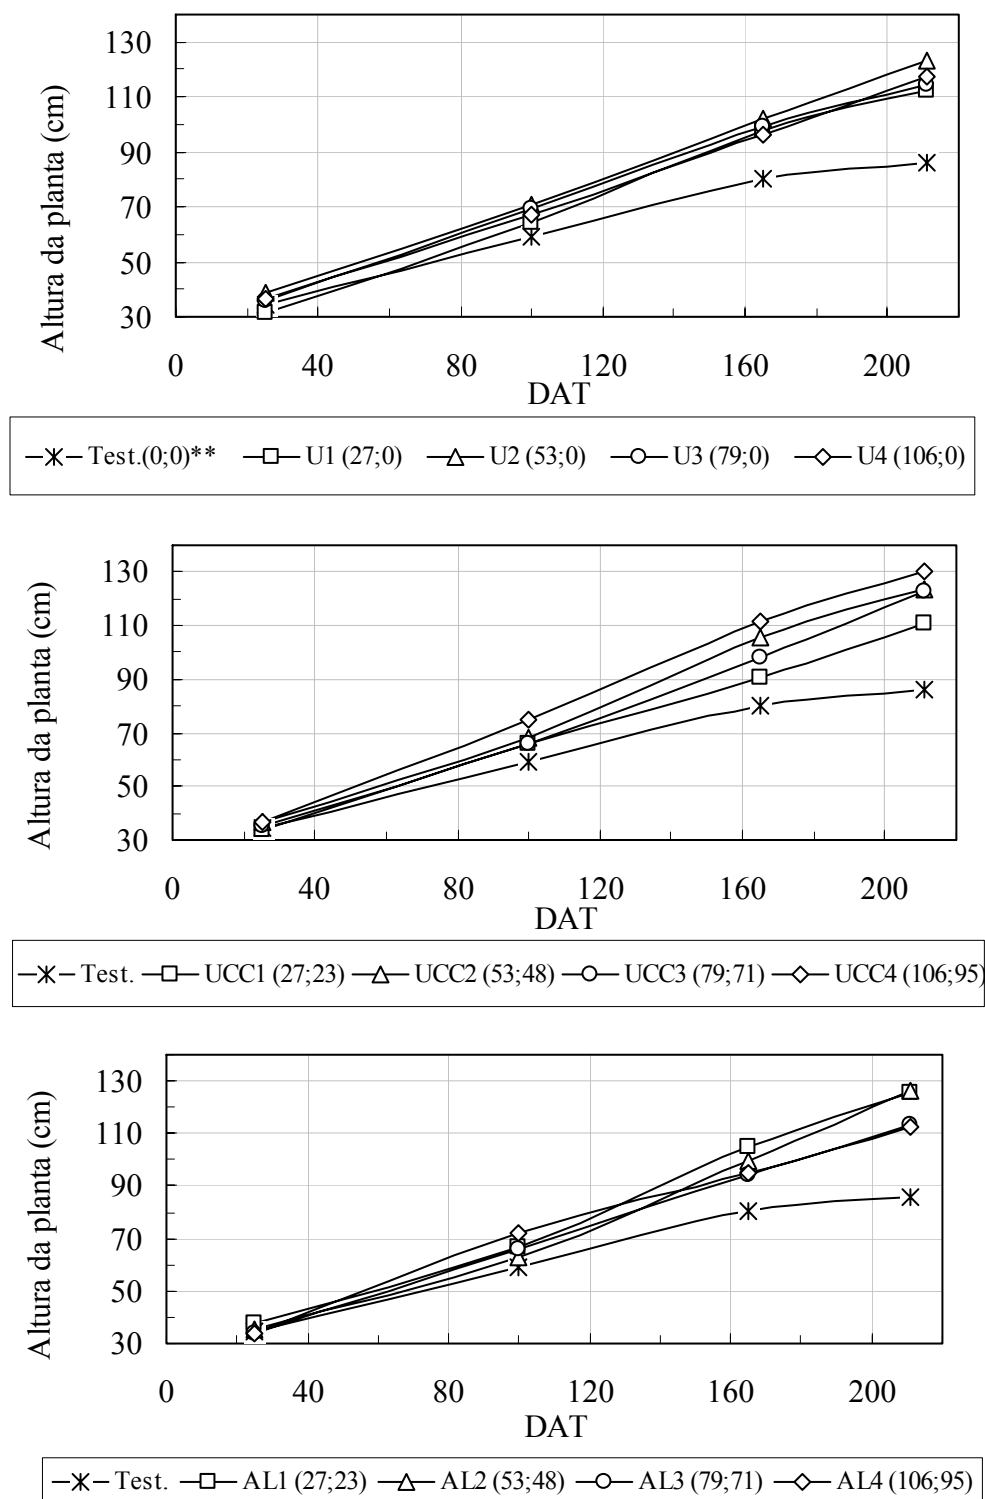 130
110
90
70
50
30
Altura da planta (cm)
0 40 80 120 160 200
DAT
Test.(0;0)** U1 (27;0) U2 (53;0) U3 (79;0) U4 (106;0)
130
110
90
70
50
30
Altura da planta (cm)
0 40 80 120 160 200
DAT
Test. UCC1 (27;23) UCC2 (53;48) UCC3 (79;71) UCC4 (106;95)
130
110
90
70
50
30
Altura da planta (cm)
0 40 80 120 160 200
DAT
Test. AL1 (27;23) AL2 (53;48) AL3 (79;71) AL4 (106;95)